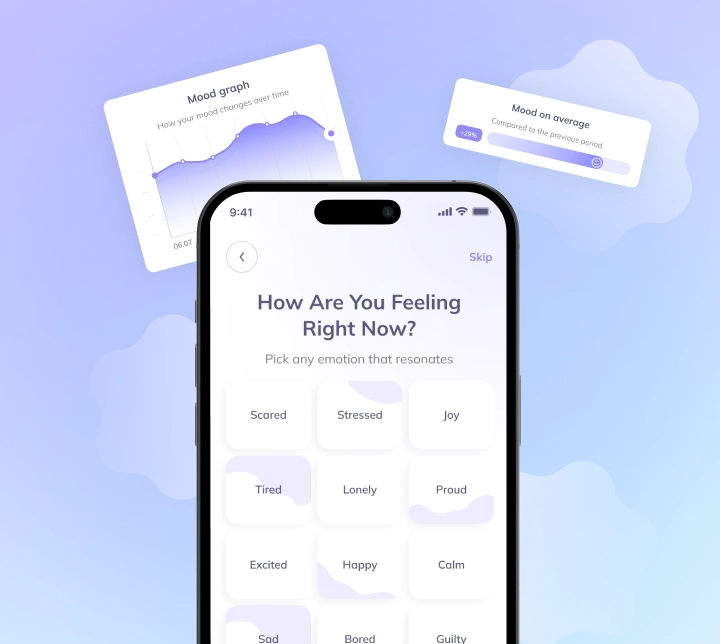 Mood graph
How your mood changes over time
06.07
Mood on average
Compared to the previous period
+29%
9:41
Skip
How Are You Feeling
Right Now?
Pick any emotion that resonates
Scared
Stressed
Joy
Tired
Lonely
Proud
Excited
Happy
Calm
Sad
Bored
Guilty